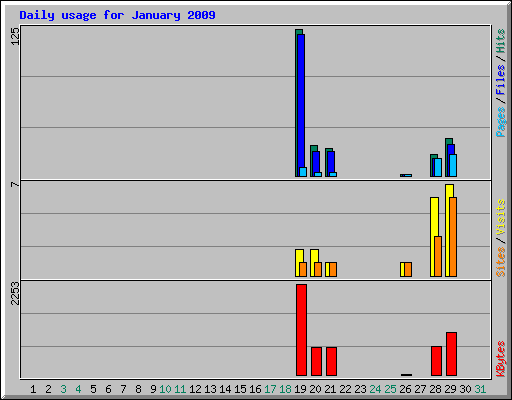 Daily usage for January 2009
125
Pages / Files / Hits
7
Sites / Visits
2253
KBytes
1 2 3 4 5 6 7 8 9 10 11 12 13 14 15 16 17 18 19 20 21 22 23 24 25 26 27 28 29 30 31